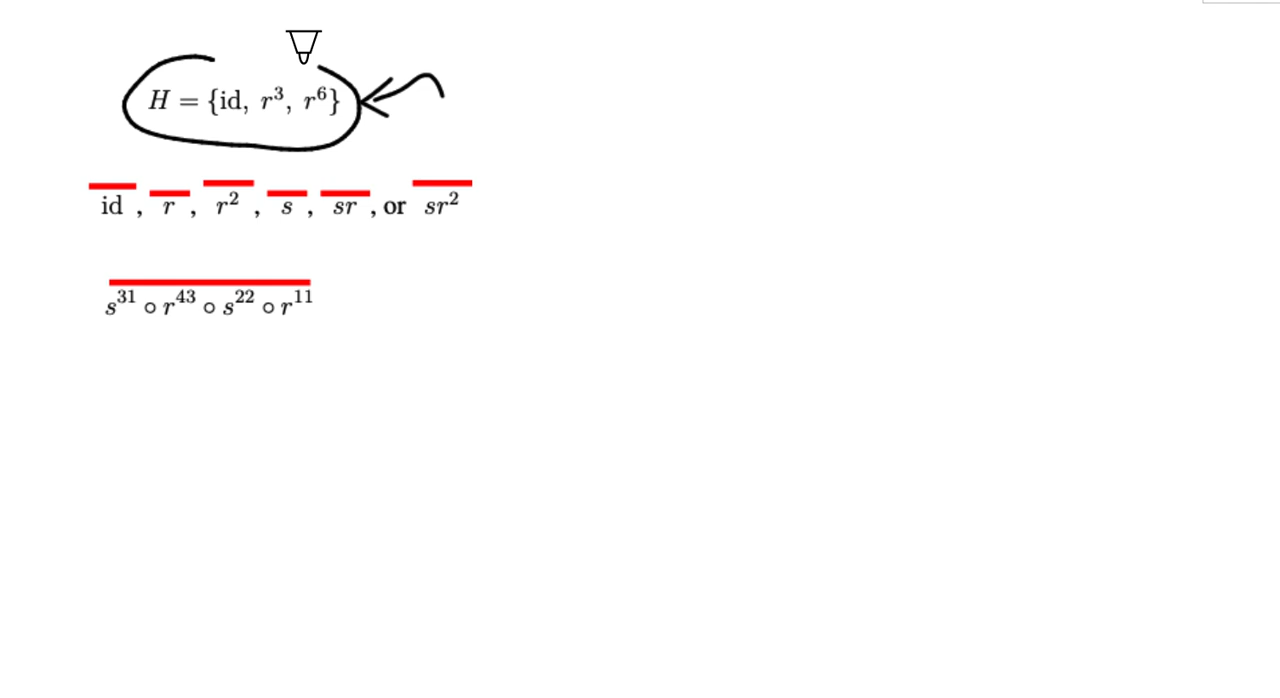 H = {id, r³, r⁶}
id , r , r² , s , sr , or sr²
s³¹ ∘ r⁴³ ∘ s²² ∘ r¹¹